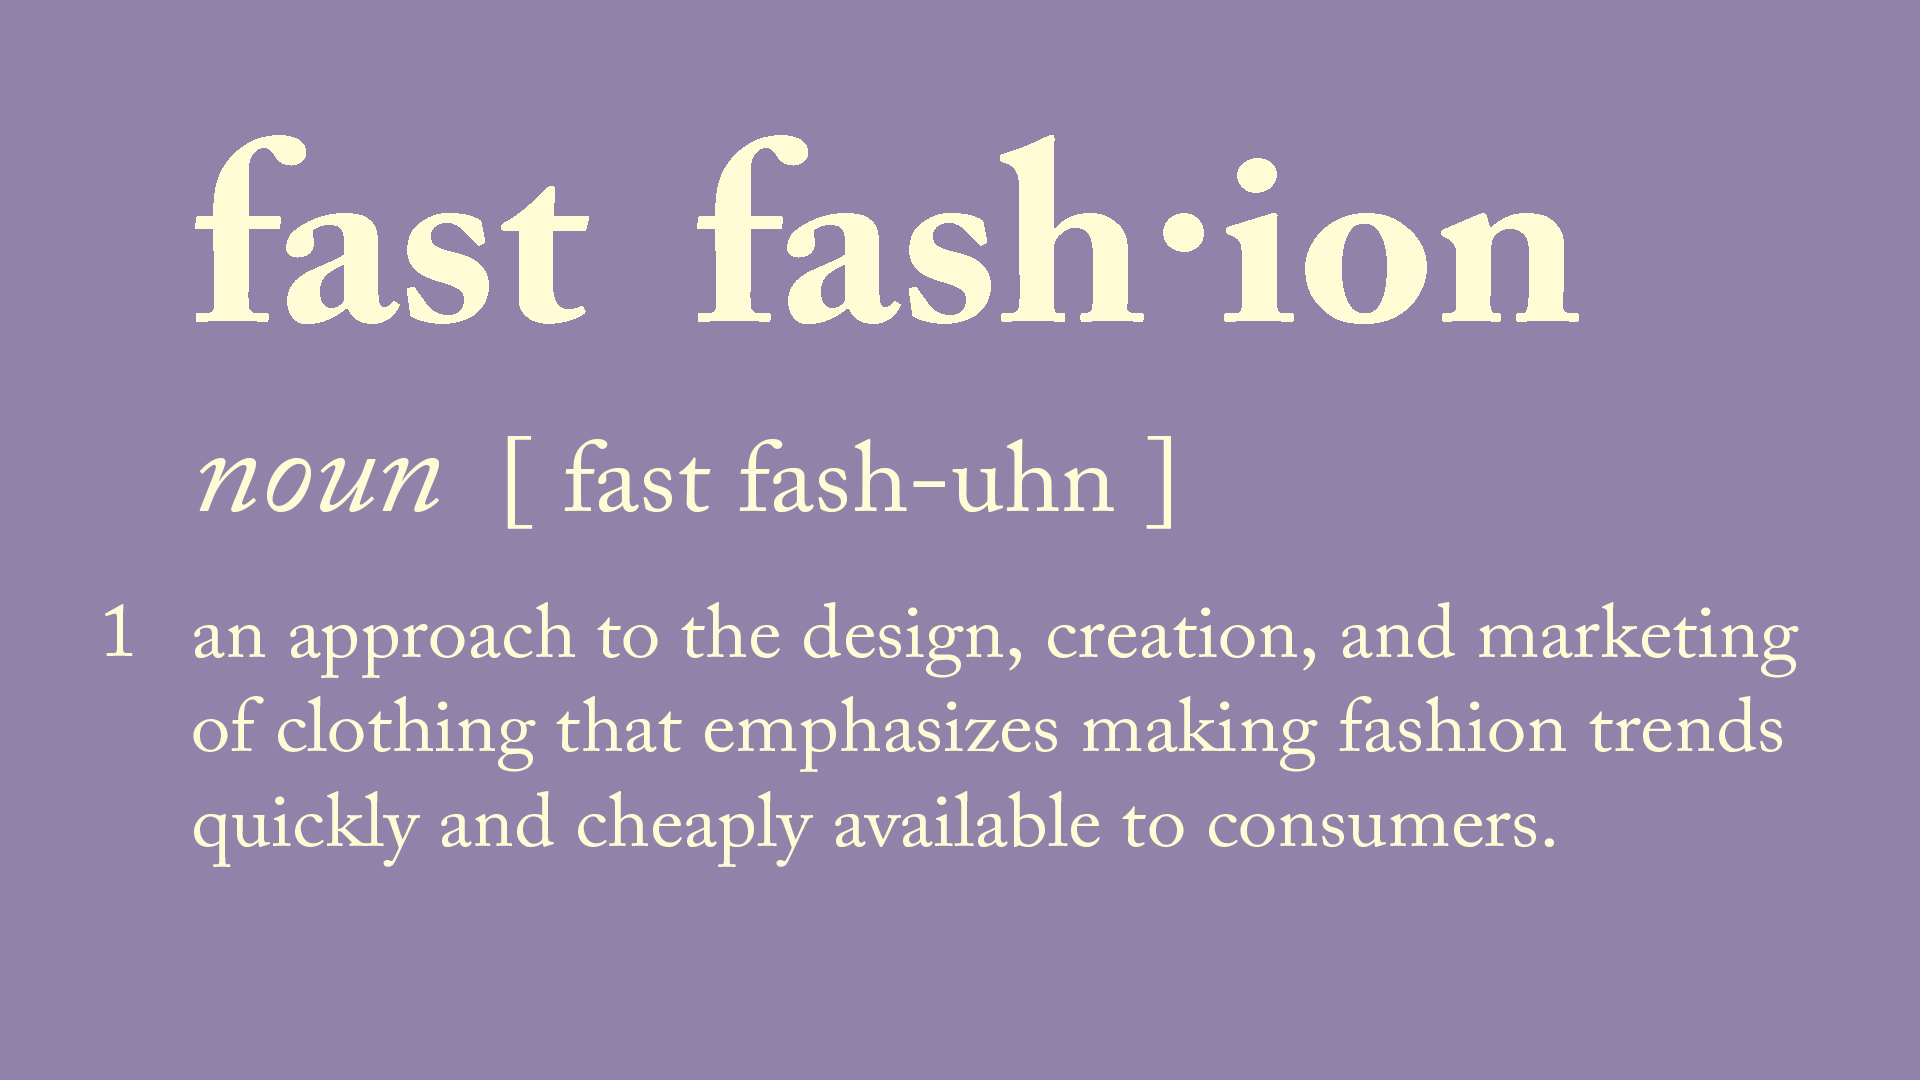 fast fash·ion
noun [ fast fash-uhn ]
1 an approach to the design, creation, and marketing
of clothing that emphasizes making fashion trends
quickly and cheaply available to consumers.